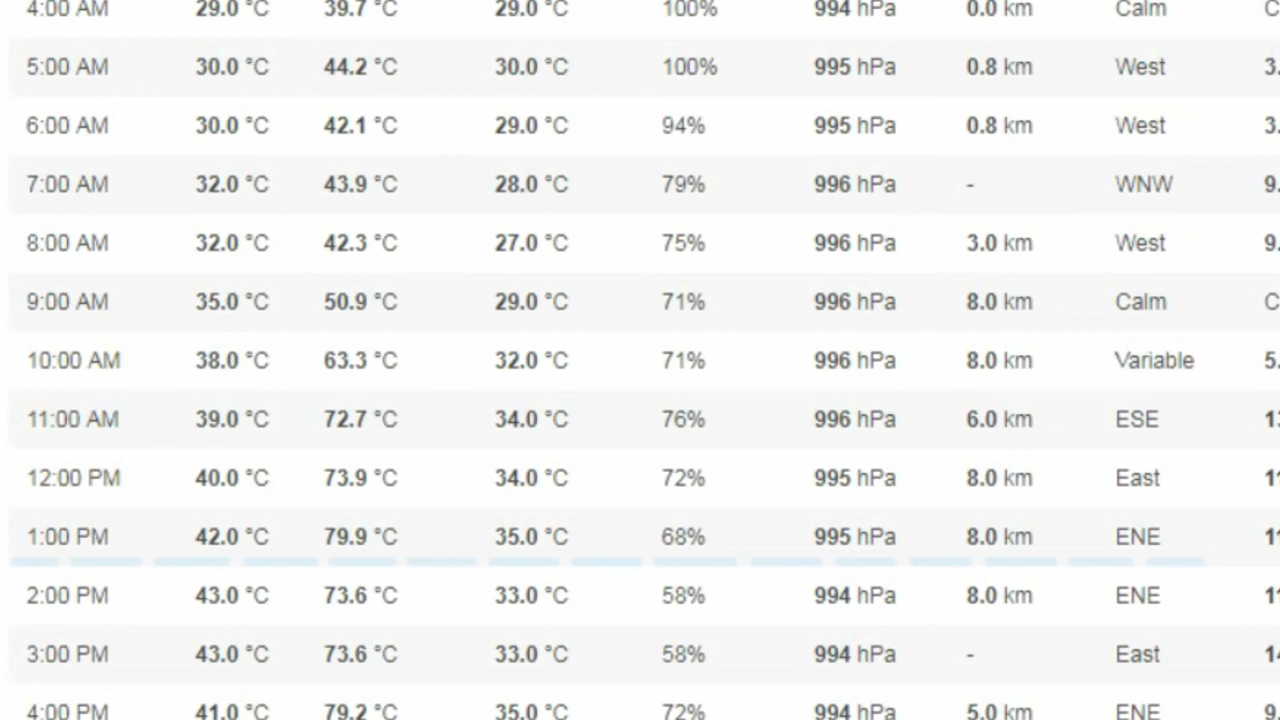 4:00 AM 29.0 °C 39.7 °C 29.0 °C 100% 994 hPa 0.0 km Calm C
5:00 AM 30.0 °C 44.2 °C 30.0 °C 100% 995 hPa 0.8 km West 3.
6:00 AM 30.0 °C 42.1 °C 29.0 °C 94% 995 hPa 0.8 km West 3.
7:00 AM 32.0 °C 43.9 °C 28.0 °C 79% 996 hPa - WNW 9.
8:00 AM 32.0 °C 42.3 °C 27.0 °C 75% 996 hPa 3.0 km West 9.
9:00 AM 35.0 °C 50.9 °C 29.0 °C 71% 996 hPa 8.0 km Calm C
10:00 AM 38.0 °C 63.3 °C 32.0 °C 71% 996 hPa 8.0 km Variable 5.
11:00 AM 39.0 °C 72.7 °C 34.0 °C 76% 996 hPa 6.0 km ESE
12:00 PM 40.0 °C 73.9 °C 34.0 °C 72% 995 hPa 8.0 km East
1:00 PM 42.0 °C 79.9 °C 35.0 °C 68% 995 hPa 8.0 km ENE
2:00 PM 43.0 °C 73.6 °C 33.0 °C 58% 994 hPa 8.0 km ENE
3:00 PM 43.0 °C 73.6 °C 33.0 °C 58% 994 hPa - East
4:00 PM 41.0 °C 79.2 °C 35.0 °C 72% 994 hPa 5.0 km ENE 9.